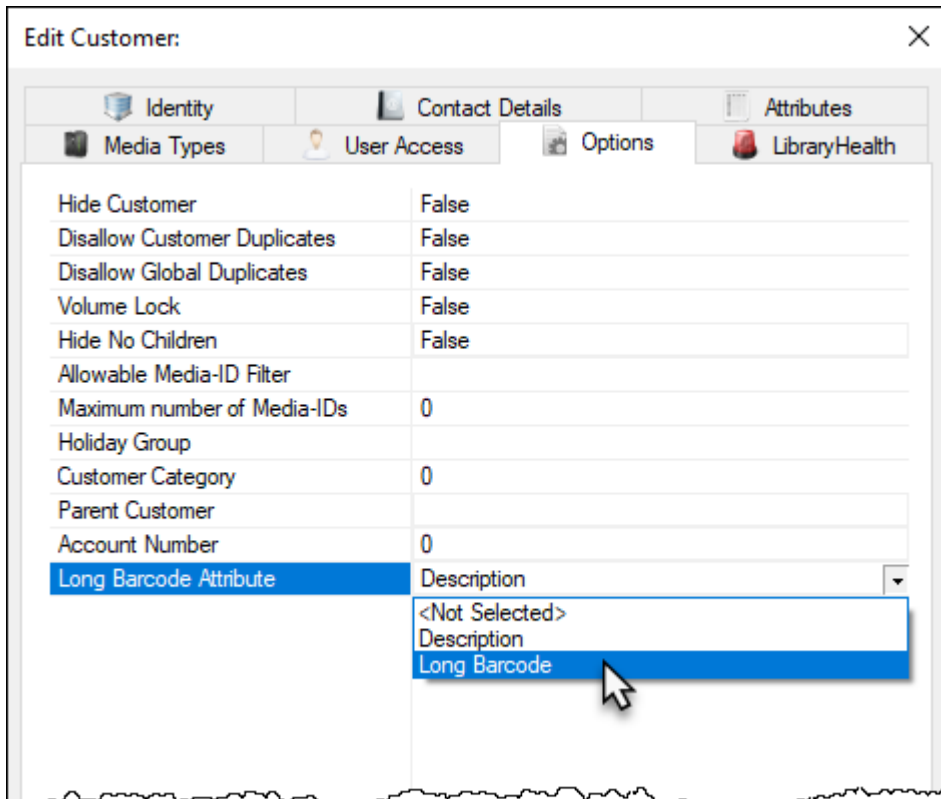 Edit Customer:
Identity Contact Details Attributes
Media Types User Access Options LibraryHealth
Hide Customer False
Disallow Customer Duplicates False
Disallow Global Duplicates False
Volume Lock False
Hide No Children False
Allowable Media-ID Filter
Maximum number of Media-IDs 0
Holiday Group
Customer Category 0
Parent Customer
Account Number 0
Long Barcode Attribute Description
<Not Selected>
Description
Long Barcode